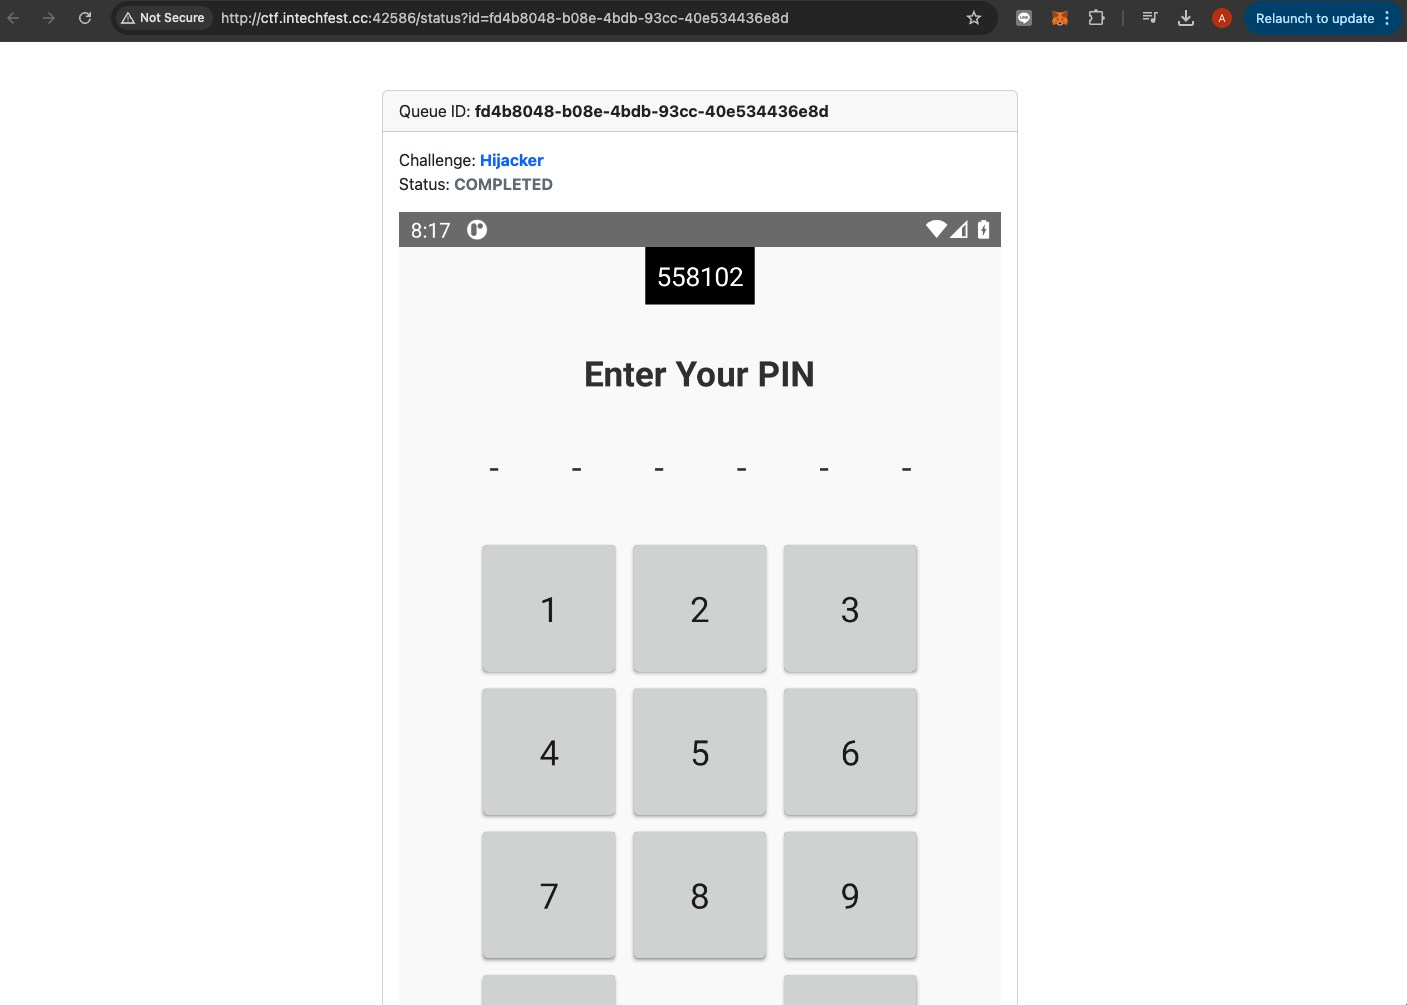 Not Secure http://ctf.intechfest.cc:42586/status?id=fd4b8048-b08e-4bdb-93cc-40e534436e8d A Relaunch to update
Queue ID: fd4b8048-b08e-4bdb-93cc-40e534436e8d
Challenge: Hijacker
Status: COMPLETED
8:17
558102
Enter Your PIN
- - - - - -
1 2 3
4 5 6
7 8 9